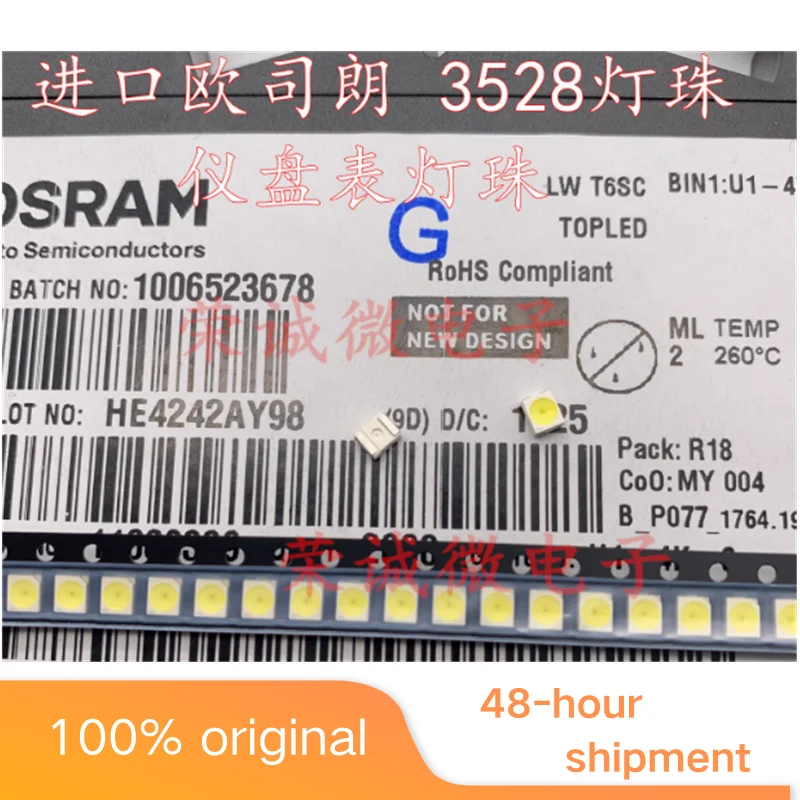 进口欧司朗 3528灯珠
仪盘表灯珠
OSRAM
to Semiconductors
LW T6SC BIN1:U1-4
TOPLED
G
RoHS Compliant
BATCH NO: 1006523678
NOT FOR
NEW DESIGN
ML TEMP
2 260°C
荣诚微电子
LOT NO: HE4242AY98
(9D) D/C:
Pack: R18
CoO: MY 004
B_P077_1764.19
荣诚微电子
100% original
48-hour
shipment